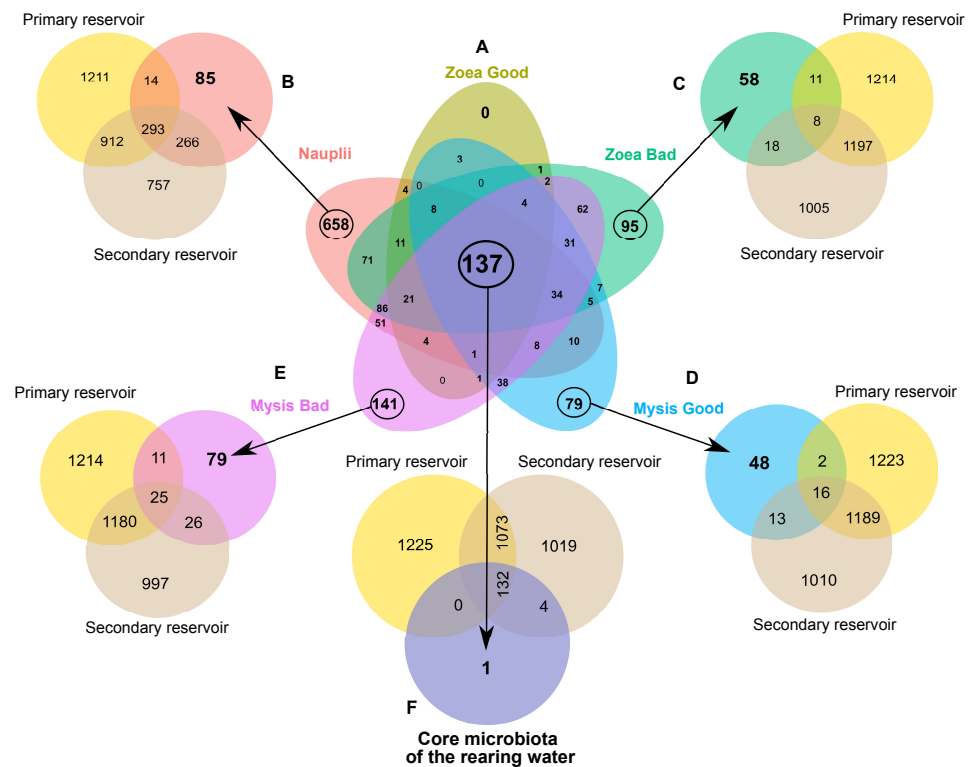 Primary reservoir
1211
14
85
293
912
266
757
Secondary reservoir
B
Nauplii
A
Zoea Good
0
3
0
0
4
8
1
2
4
62
11
31
71
658
95
137
21
34
7
5
86
51
4
1
8
10
0
1
38
141
79
C
Zoea Bad
Primary reservoir
58
11
1214
8
18
1197
1005
Secondary reservoir
E
Mysis Bad
Primary reservoir
1214
11
79
25
1180
26
997
Secondary reservoir
D
Mysis Good
Primary reservoir
48
2
1223
16
13
1189
1010
Secondary reservoir
Primary reservoir
Secondary reservoir
1225
1073
1019
132
0
4
1
F
Core microbiota
of the rearing water